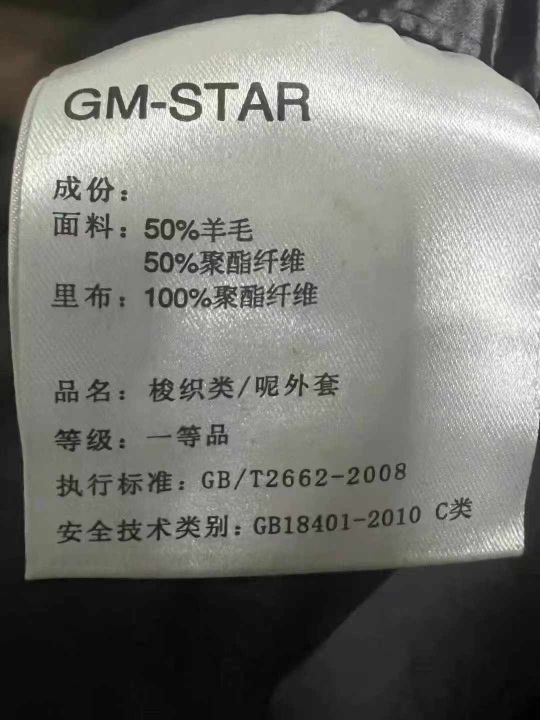 GM-STAR
成份：
面料：50%羊毛
50%聚酯纤维
里布：100%聚酯纤维
品名：梭织类/呢外套
等级：一等品
执行标准：GB/T2662-2008
安全技术类别：GB18401-2010 C类